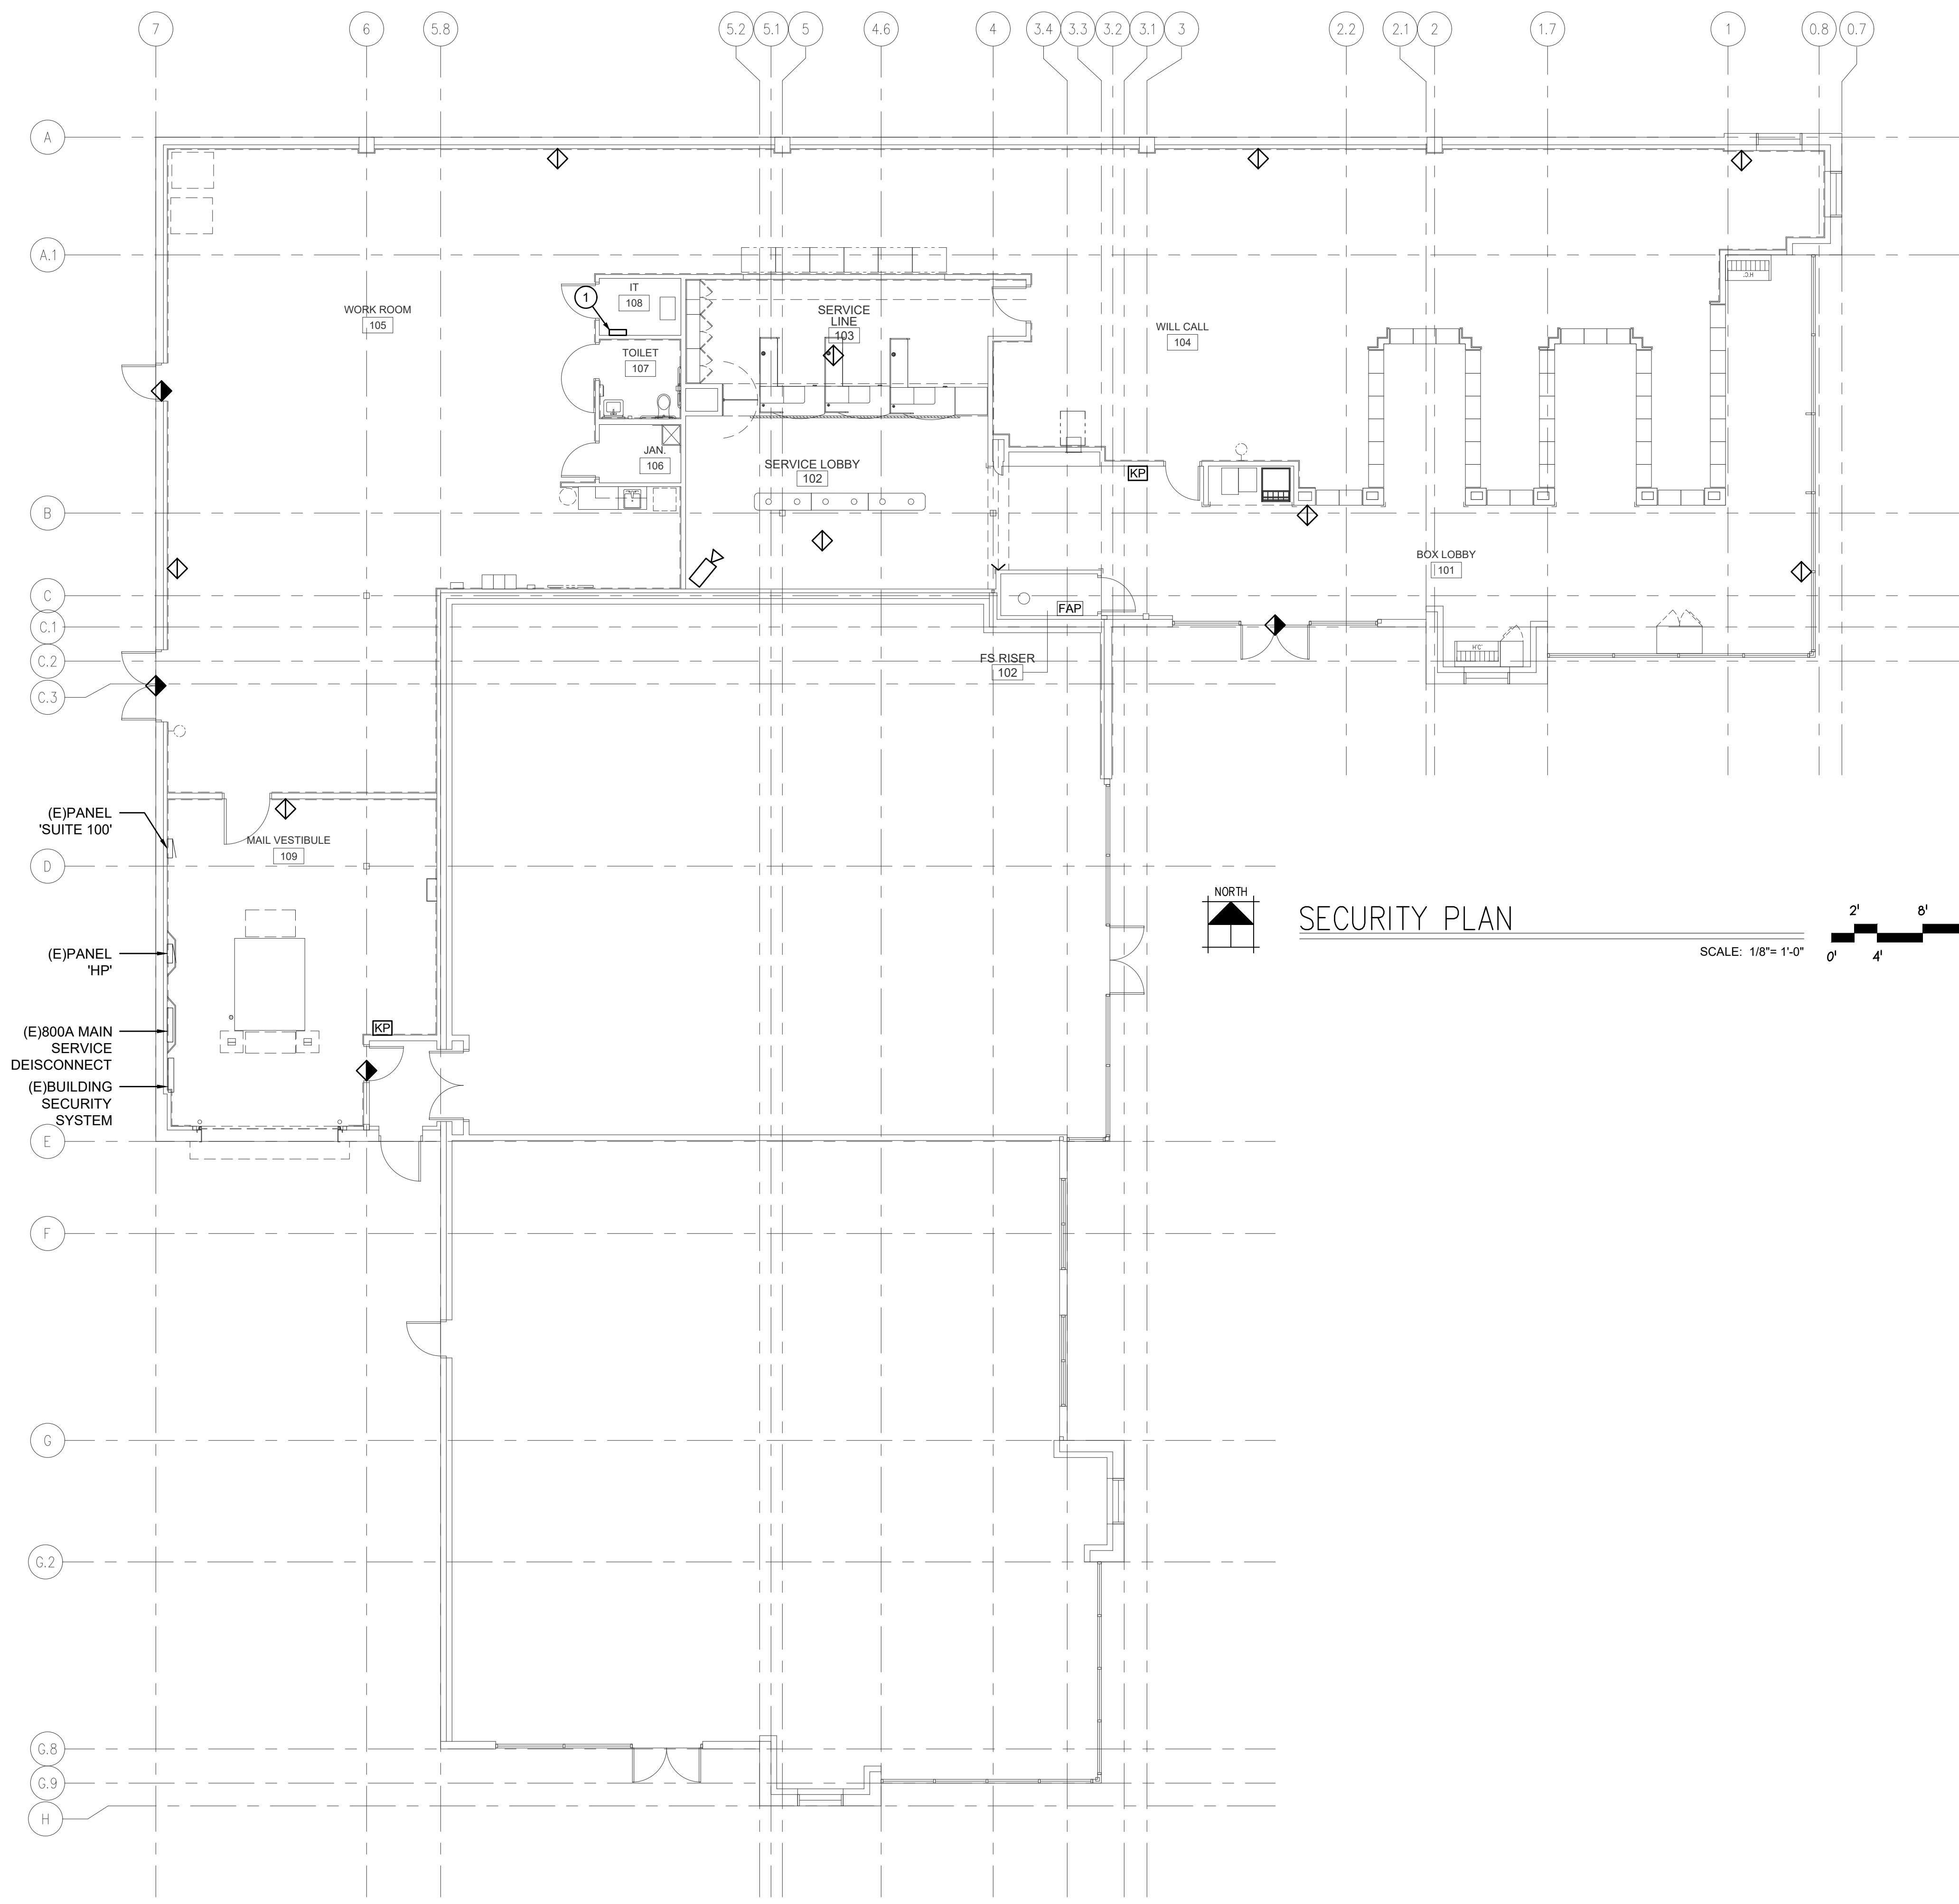 7
6
5.8
5.2
5.1
5
4.6
4
3.4
3.3
3.2
3.1
3
2.2
2.1
2
1.7
1
0.8
0.7
A
A.1
H.C.
IT
108
1
WORK ROOM
105
SERVICE
LINE
103
WILL CALL
104
TOILET
107
JAN.
106
SERVICE LOBBY
102
KP
B
BOX LOBBY
101
C
FAP
C.1
H.C.
C.2
FS RISER
102
C.3
(E)PANEL
'SUITE 100'
MAIL VESTIBULE
109
D
NORTH
SECURITY PLAN
SCALE: 1/8"= 1'-0"
2'
8'
0'
4'
(E)PANEL
'HP'
KP
(E)800A MAIN
SERVICE
DEISCONNECT
(E)BUILDING
SECURITY
SYSTEM
E
F
G
G.2
G.8
G.9
H